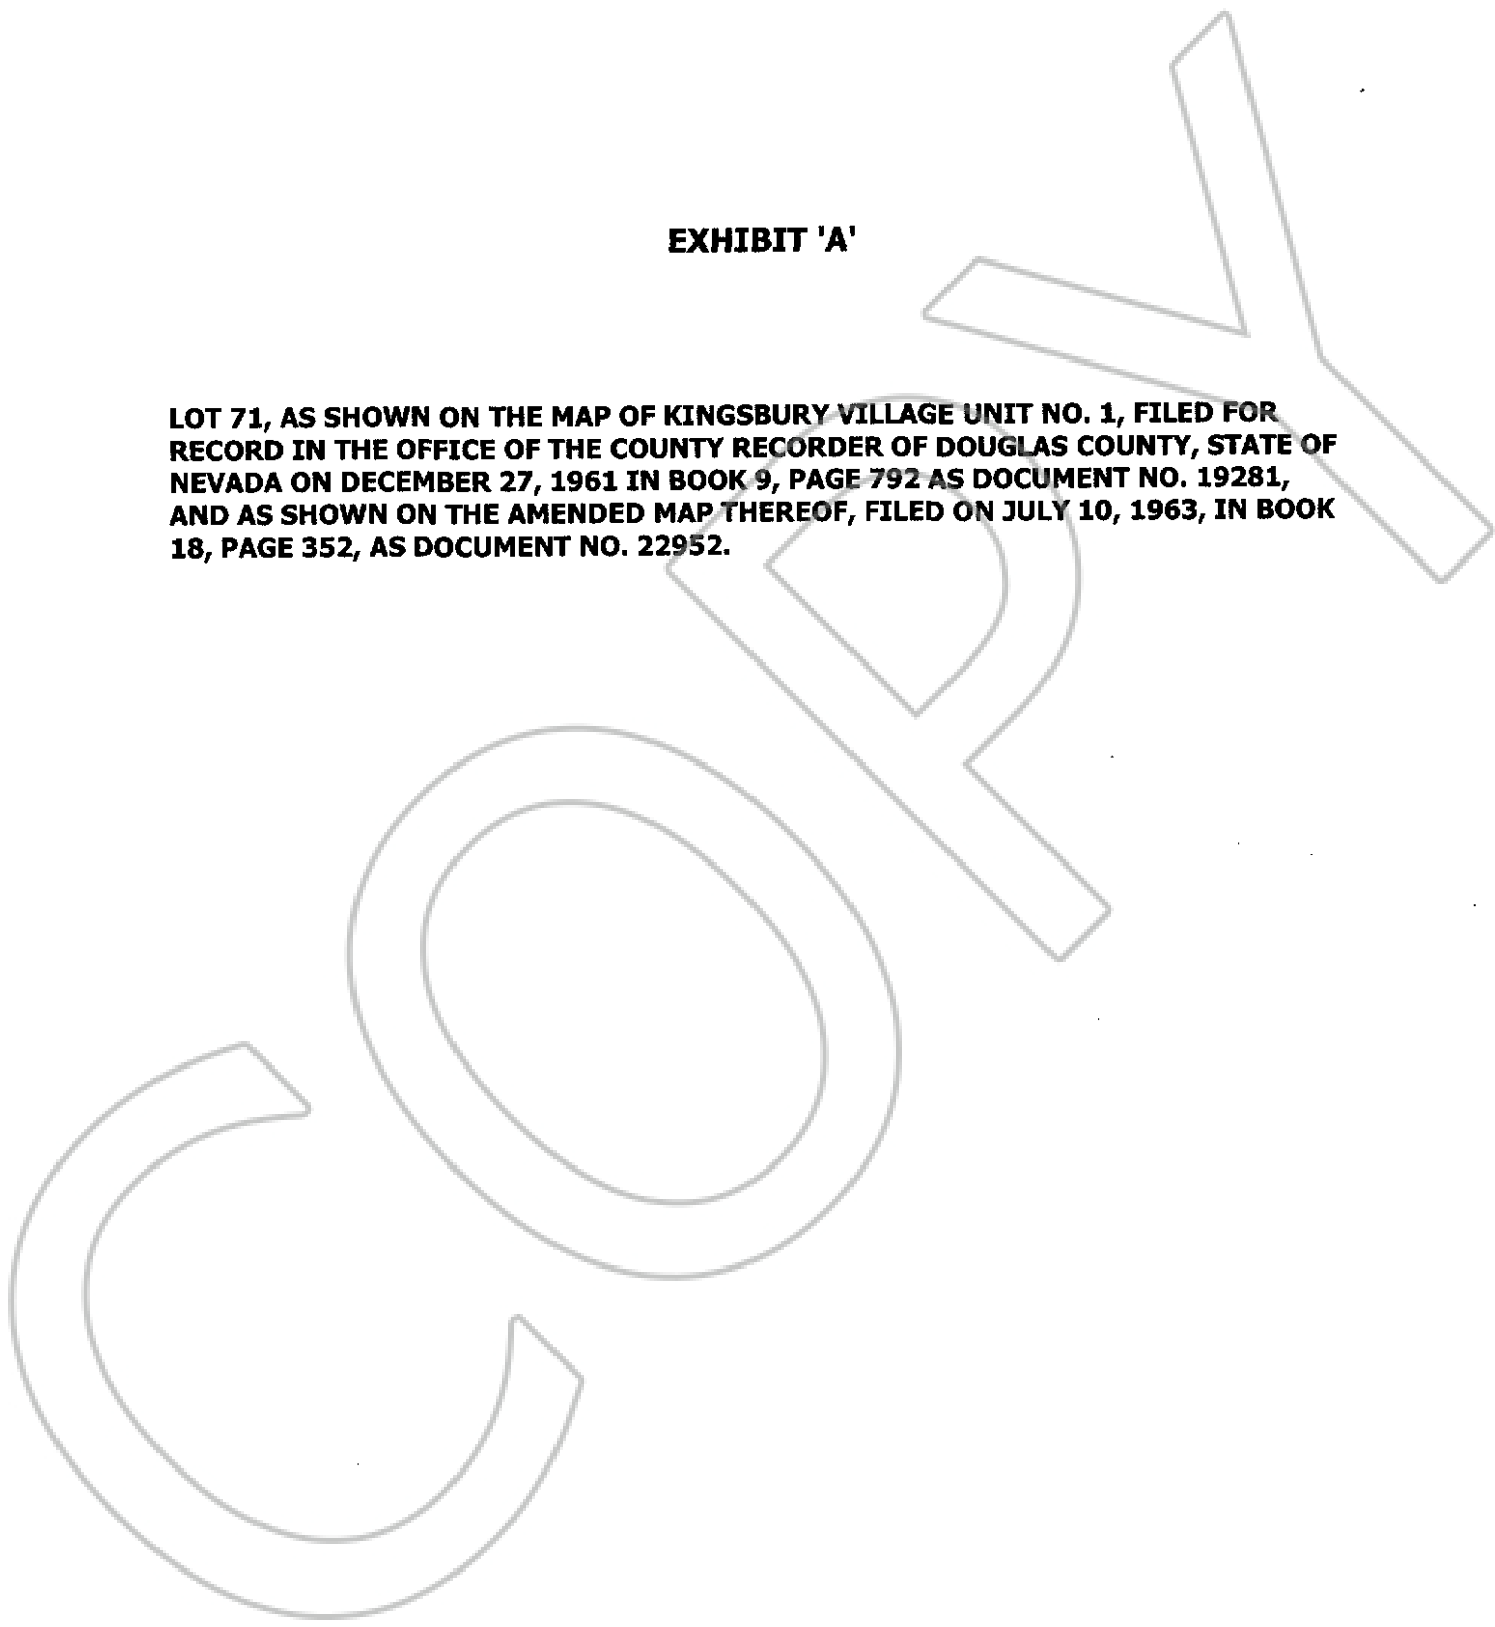 EXHIBIT 'A'
LOT 71, AS SHOWN ON THE MAP OF KINGSBURY VILLAGE UNIT NO. 1, FILED FOR
RECORD IN THE OFFICE OF THE COUNTY RECORDER OF DOUGLAS COUNTY, STATE OF
NEVADA ON DECEMBER 27, 1961 IN BOOK 9, PAGE 792 AS DOCUMENT NO. 19281,
AND AS SHOWN ON THE AMENDED MAP THEREOF, FILED ON JULY 10, 1963, IN BOOK
18, PAGE 352, AS DOCUMENT NO. 22952.
COPY